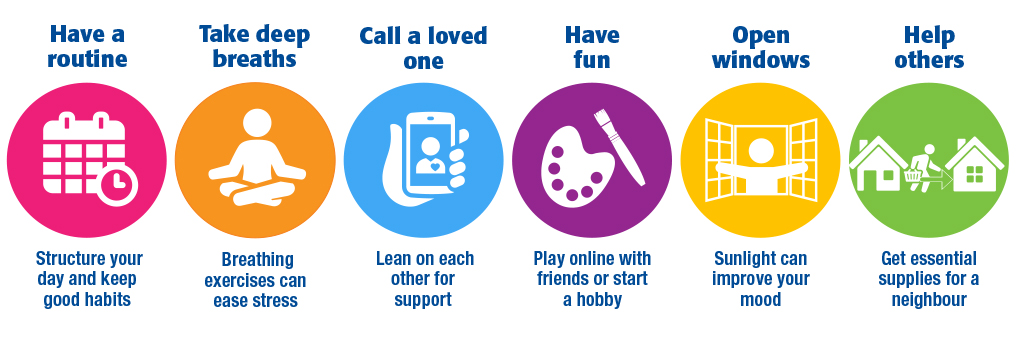 Have a
routine
Structure your
day and keep
good habits
Take deep
breaths
Breathing
exercises can
ease stress
Call a loved
one
Lean on each
other for
support
Have
fun
Play online with
friends or start
a hobby
Open
windows
Sunlight can
improve your
mood
Help
others
Get essential
supplies for a
neighbour